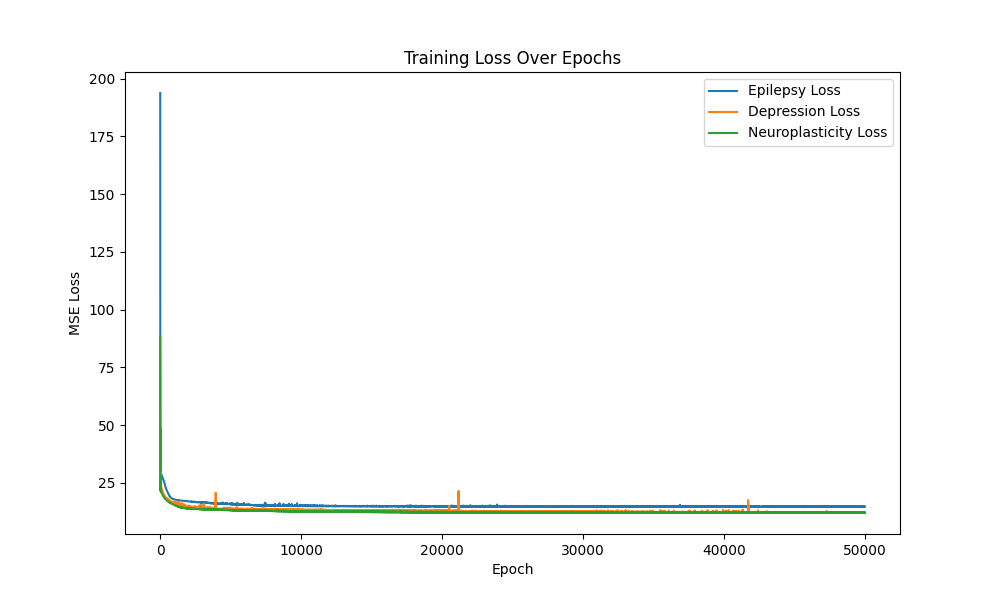 Training Loss Over Epochs
Epilepsy Loss
Depression Loss
Neuroplasticity Loss
MSE Loss
200
175
150
125
100
75
50
25
0 10000 20000 30000 40000 50000
Epoch